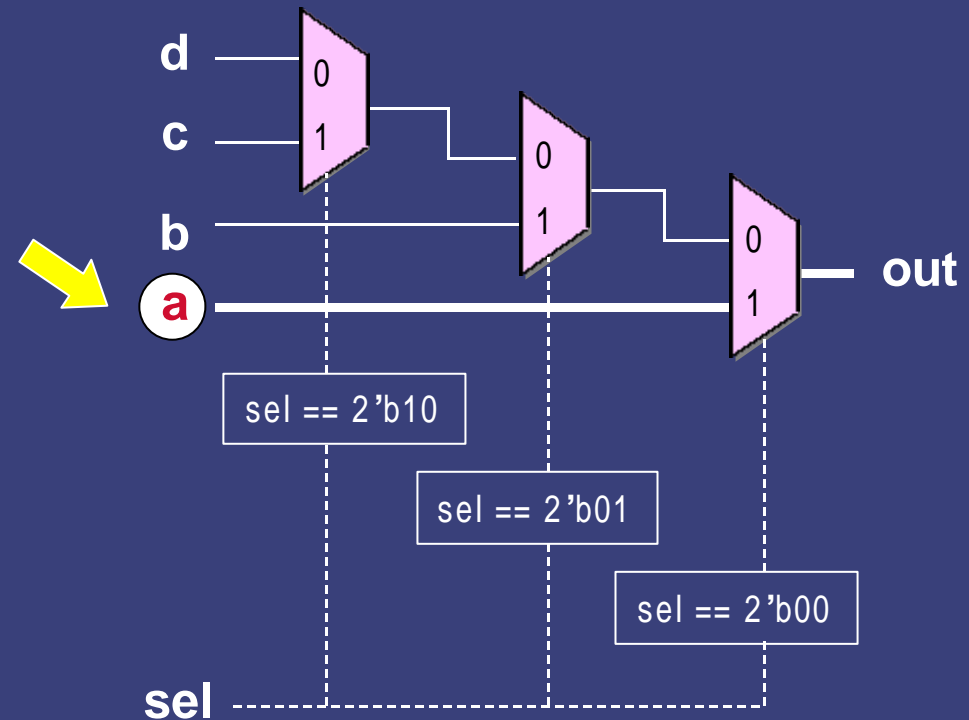 d
0
c
1
0
b
1
0
out
a
1
sel == 2’b10
sel == 2’b01
sel == 2’b00
sel